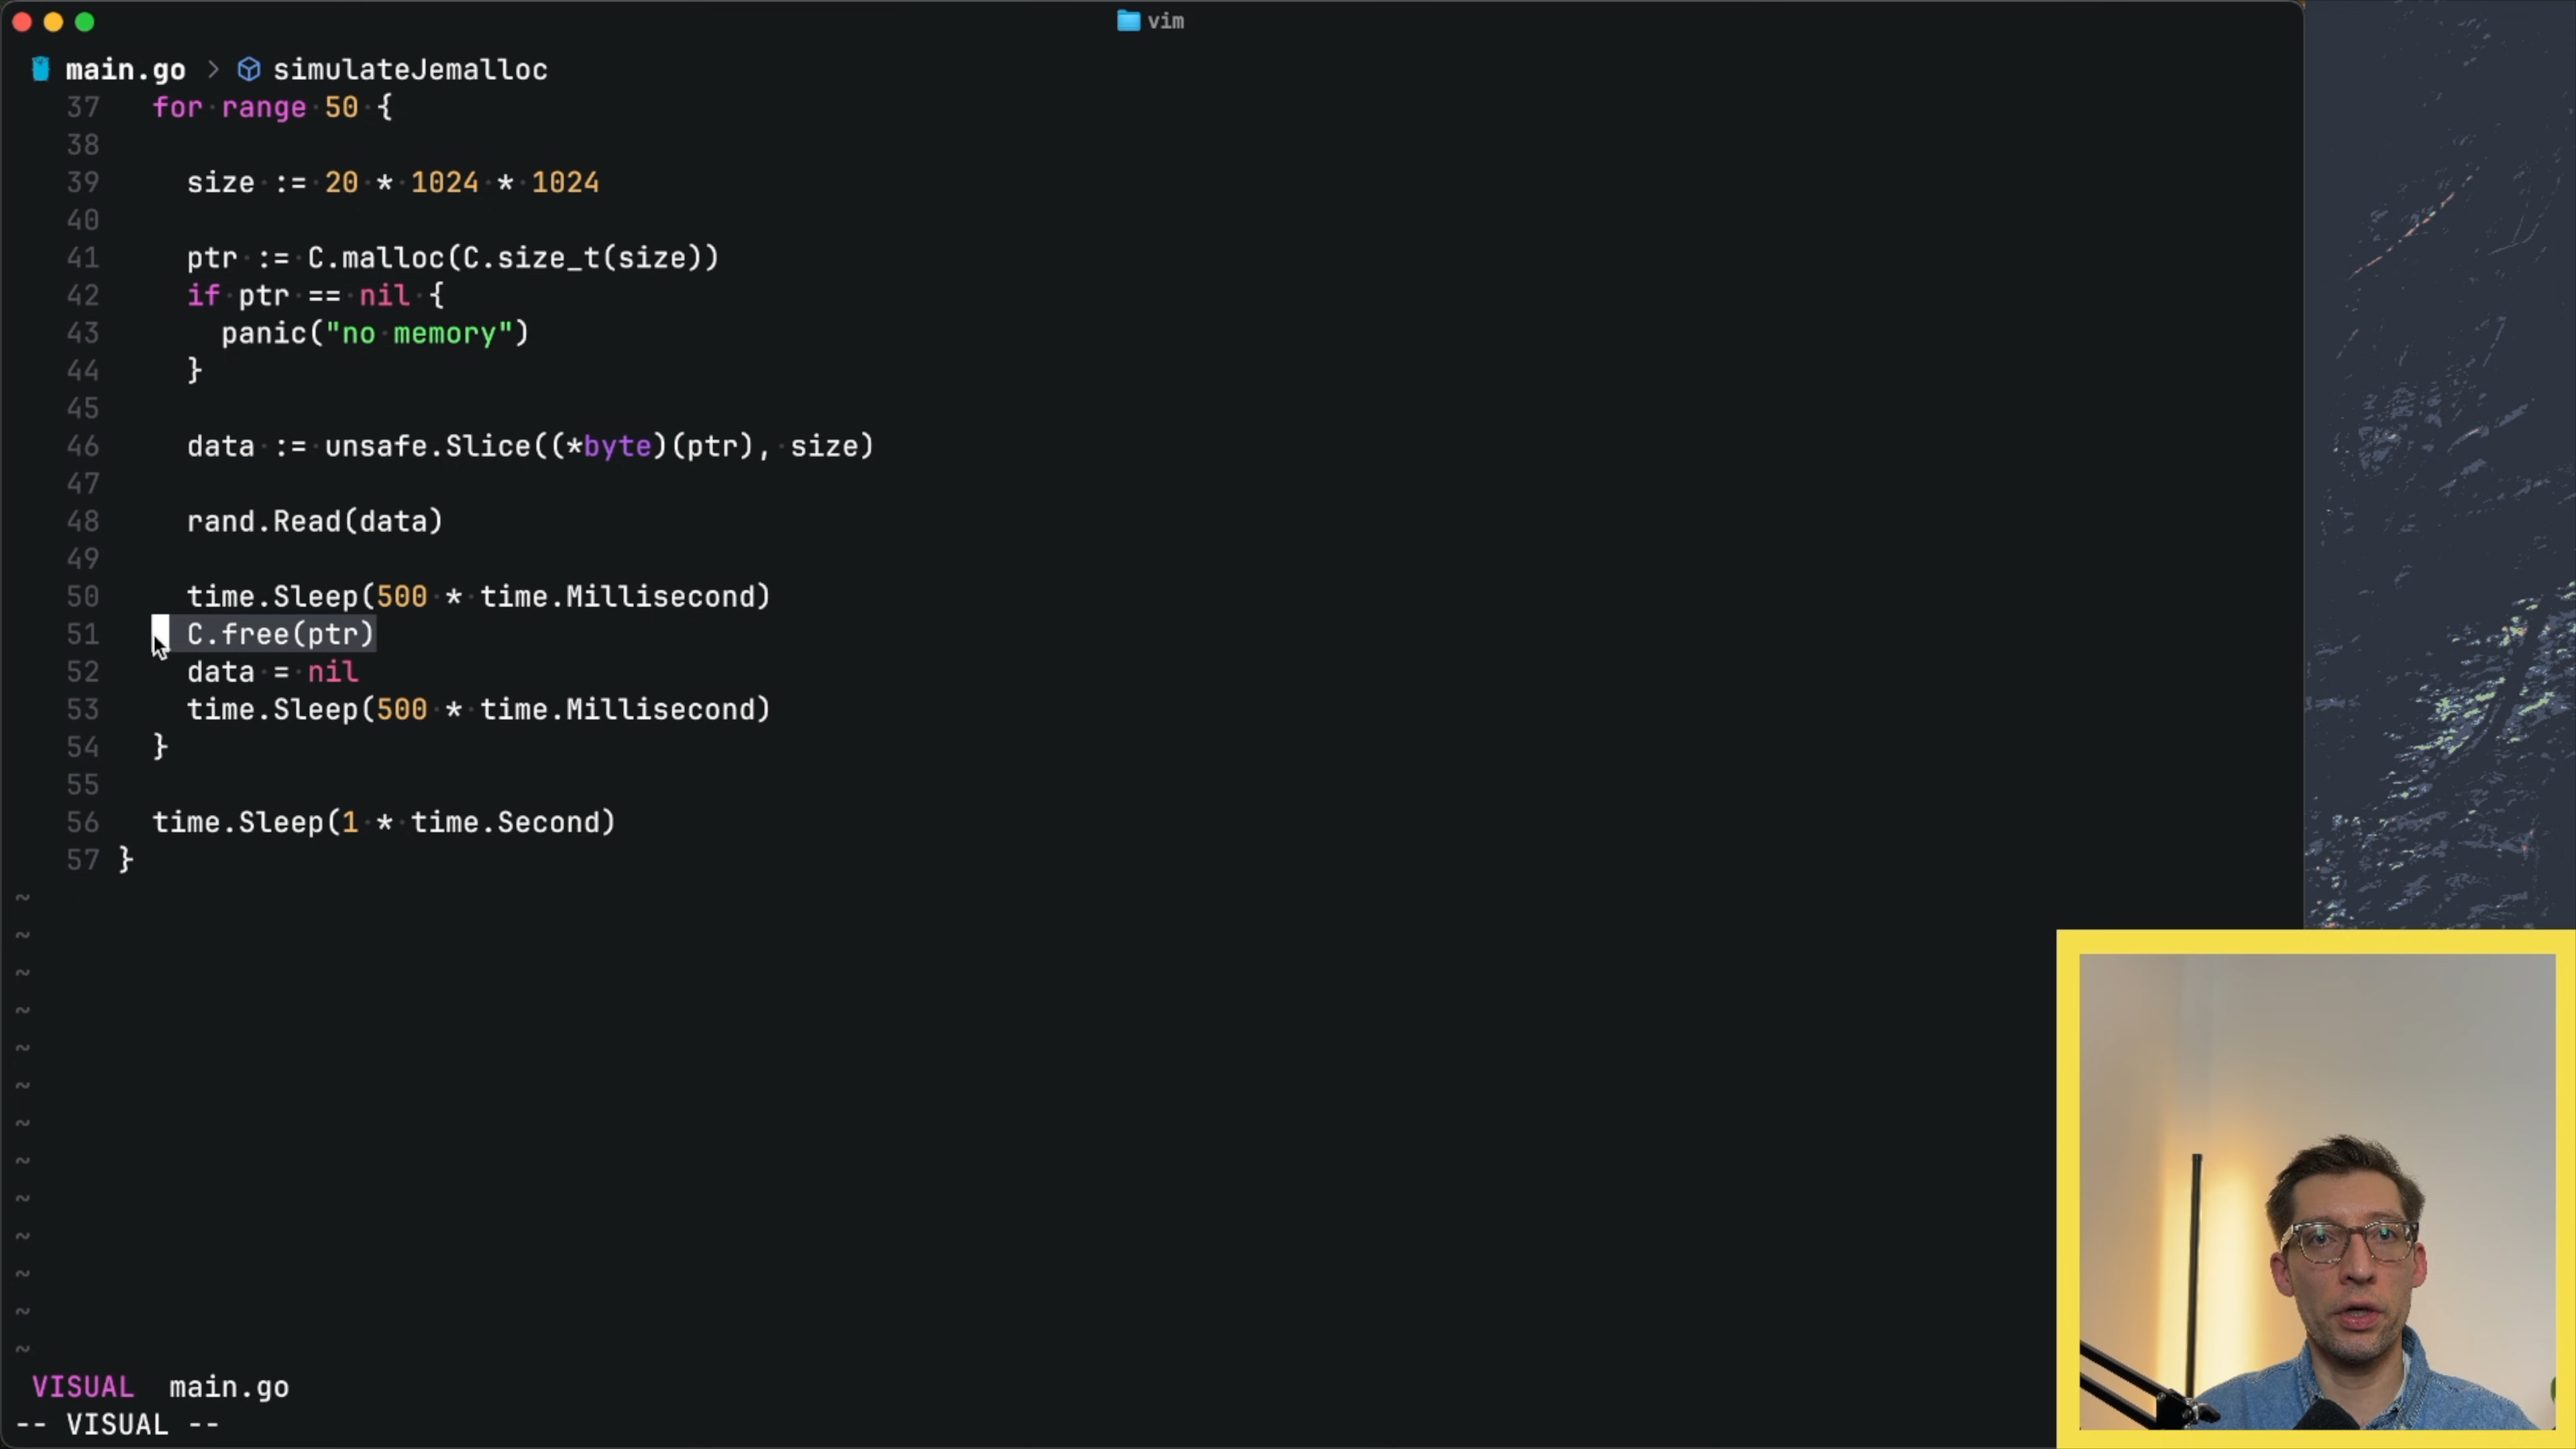 vim
main.go > simulateJemalloc
37 for range 50 {
38
39 size := 20 * 1024 * 1024
40
41 ptr := C.malloc(C.size_t(size))
42 if ptr == nil {
43 panic("no memory")
44 }
45
46 data := unsafe.Slice((*byte)(ptr), size)
47
48 rand.Read(data)
49
50 time.Sleep(500 * time.Millisecond)
51 C.free(ptr)
52 data = nil
53 time.Sleep(500 * time.Millisecond)
54 }
55
56 time.Sleep(1 * time.Second)
57 }
~
~
~
~
~
~
~
~
~
~
~
~
~
VISUAL main.go
-- VISUAL --